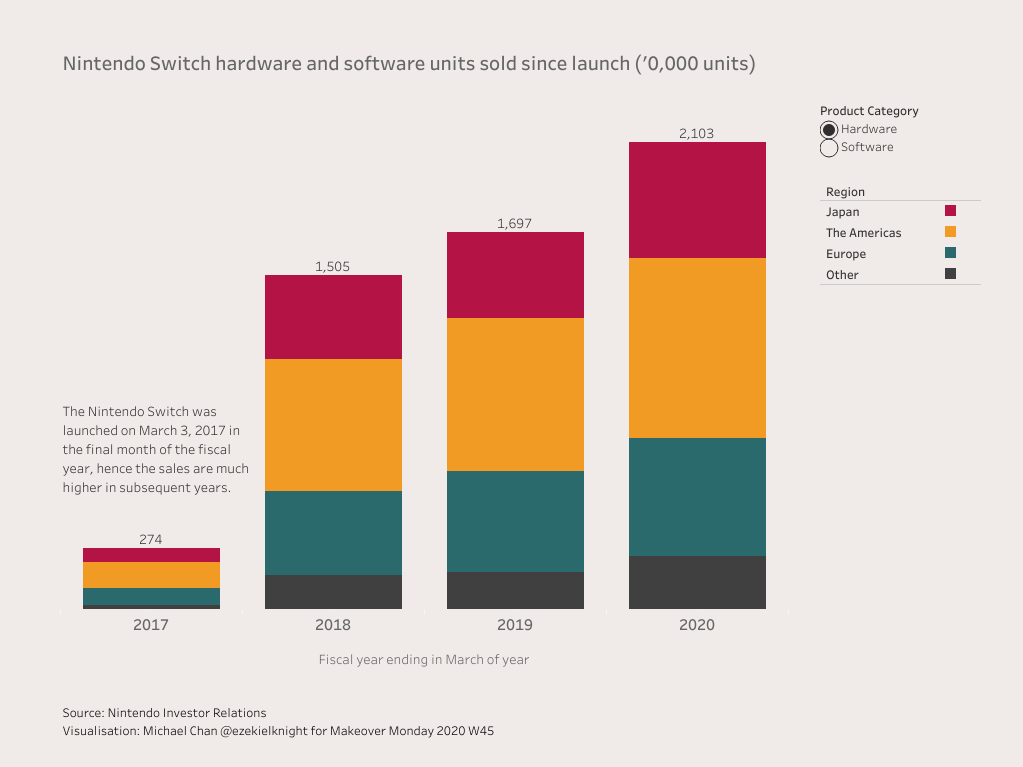 Nintendo Switch hardware and software units sold since launch (’0,000 units)
Product Category
Hardware
Software
Region
Japan
The Americas
Europe
Other
2,103
1,697
1,505
274
The Nintendo Switch was
launched on March 3, 2017 in
the final month of the fiscal
year, hence the sales are much
higher in subsequent years.
2017 2018 2019 2020
Fiscal year ending in March of year
Source: Nintendo Investor Relations
Visualisation: Michael Chan @ezekielknight for Makeover Monday 2020 W45